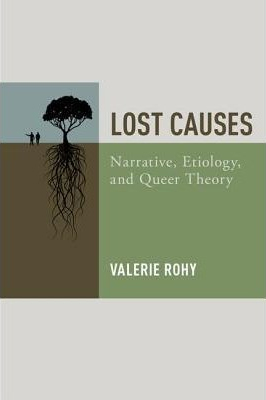 LOST CAUSES
Narrative, Etiology,
and Queer Theory
VALERIE ROHY